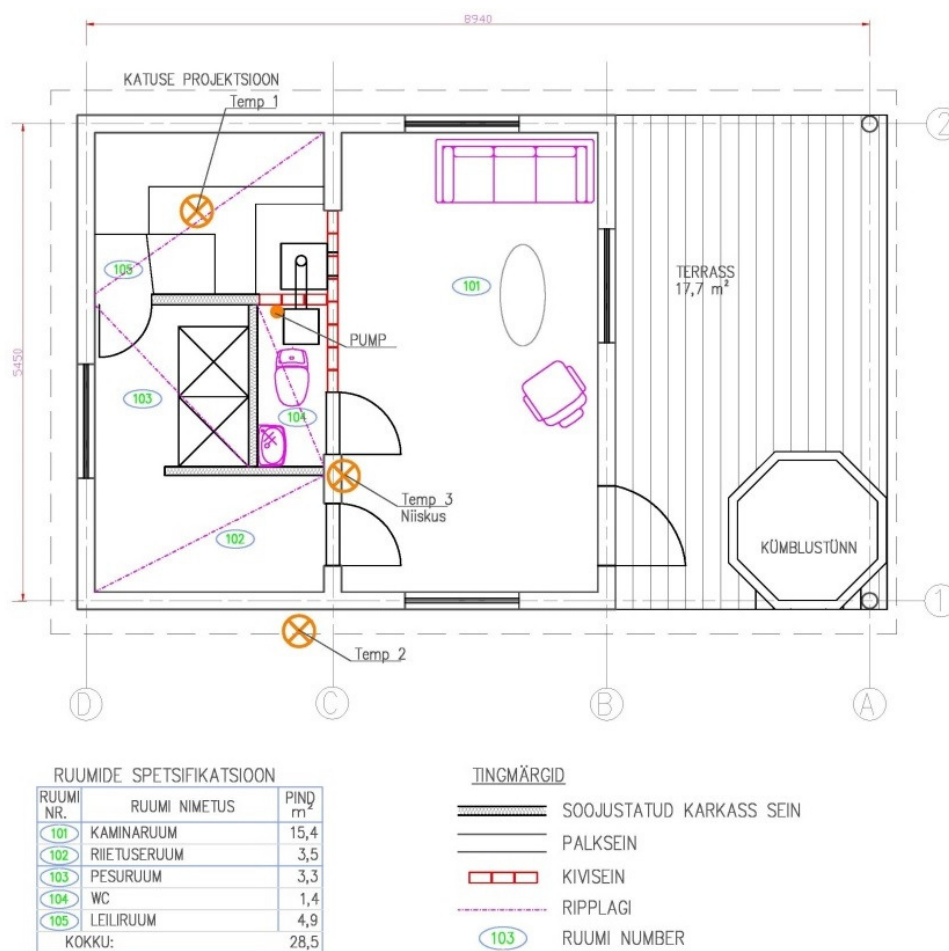 8940
KATUSE PROJEKTSIOON
Temp 1
2
5450
105
101
TERRASS
17,7 m²
PUMP
103
104
Temp 3
Niiskus
102
KÜMBLUSTÜNN
1
Temp 2
D C B A
RUUMIDE SPETSIFIKATSIOON
RUUMI NR. RUUMI NIMETUS PIND m²
101 KAMINARUUM 15,4
102 RIIETUSERUUM 3,5
103 PESURUUM 3,3
104 WC 1,4
105 LEILIRUUM 4,9
KOKKU: 28,5
TINGMÄRGID
SOOJUSTATUD KARKASS SEIN
PALKSEIN
KIVISEIN
RIPPLAGI
103 RUUMI NUMBER